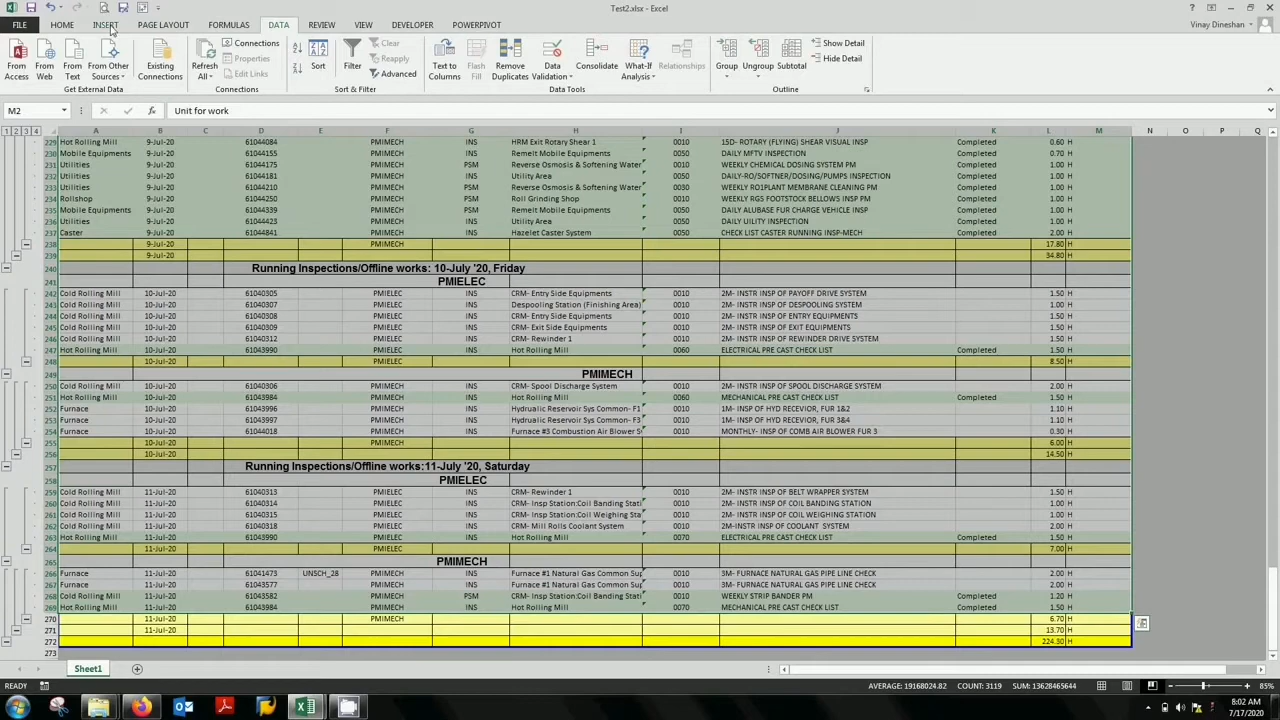 Test2.xlsx - Excel
FILE HOME INSERT PAGE LAYOUT FORMULAS DATA REVIEW VIEW DEVELOPER POWERPIVOT Vinay Dineshan
From Access From Web From Text From Other Sources Existing Connections Refresh All Connections Properties Edit Links Sort Filter Clear Reapply Advanced Text to Columns Flash Fill Remove Duplicates Data Validation Consolidate What-If Analysis Relationships Group Ungroup Subtotal Show Detail Hide Detail
Get External Data Connections Sort & Filter Data Tools Outline
M2 Unit for work
1 2 3 4 A B C D E F G H I J K L M N O P Q
229 Hot Rolling Mill 9-Jul-20 61044084 PMIMECH INS HRM Exit Rotary Shear 1 0010 15D- ROTARY (FLYING) SHEAR VISUAL INSP Completed 0.60 H
230 Mobile Equipments 9-Jul-20 61044155 PMIMECH INS Remelt Mobile Equipments 0050 DAILY MFTV INSPECTION Completed 0.70 H
231 Utilities 9-Jul-20 61044175 PMIMECH PSM Reverse Osmosis & Softening Water 0010 WEEKLY CHEMICAL DOSING SYSTEM PM Completed 1.00 H
232 Utilities 9-Jul-20 61044181 PMIMECH INS Utility Area 0050 DAILY-RO/SOFTNER/DOSING/PUMPS INSPECTION Completed 1.00 H
233 Utilities 9-Jul-20 61044210 PMIMECH PSM Reverse Osmosis & Softening Water 0030 WEEKLY RO1PLANT MEMBRANE CLEANING PM Completed 1.00 H
234 Rollshop 9-Jul-20 61044250 PMIMECH PSM Roll Grinding Shop 0010 WEEKLY RGS FOOTSTOCK BELLOWS INSP PM Completed 1.00 H
235 Mobile Equipments 9-Jul-20 61044339 PMIMECH PSM Remelt Mobile Equipments 0050 DAILY ALUBASE FUR CHARGE VEHICLE INSP Completed 1.00 H
236 Utilities 9-Jul-20 61044423 PMIMECH INS Utility Area 0050 DAILY UILITY INSPECTION Completed 1.00 H
237 Caster 9-Jul-20 61044841 PMIMECH INS Hazelet Caster System 0050 CHECK LIST CASTER RUNNING INSP-MECH Completed 2.00 H
238 9-Jul-20 PMIMECH 17.80 H
239 9-Jul-20 34.80 H
240 Running Inspections/Offline works: 10-July '20, Friday
241 PMIELEC
242 Cold Rolling Mill 10-Jul-20 61040305 PMIELEC INS CRM- Entry Side Equipments 0010 2M- INSTR INSP OF PAYOFF DRIVE SYSTEM 1.50 H
243 Cold Rolling Mill 10-Jul-20 61040307 PMIELEC INS Despooling Station (Finishing Area) 0010 2M- INSTR INSP OF DESPOOLING SYSTEM 1.00 H
244 Cold Rolling Mill 10-Jul-20 61040308 PMIELEC INS CRM- Entry Side Equipments 0010 2M- INSTR INSP OF ENTRY EQUIPMENTS 1.50 H
245 Cold Rolling Mill 10-Jul-20 61040309 PMIELEC INS CRM- Exit Side Equipments 0010 2M- INSTR INSP OF EXIT EQUIPMENTS 1.50 H
246 Cold Rolling Mill 10-Jul-20 61040312 PMIELEC INS CRM- Rewinder 1 0010 2M- INSTR INSP OF REWINDER DRIVE SYSTEM 1.50 H
247 Hot Rolling Mill 10-Jul-20 61043990 PMIELEC INS Hot Rolling Mill 0060 ELECTRICAL PRE CAST CHECK LIST Completed 1.50 H
248 10-Jul-20 PMIELEC 8.50 H
249 PMIMECH
250 Cold Rolling Mill 10-Jul-20 61040306 PMIMECH INS CRM- Spool Discharge System 0010 2M- INSTR INSP OF SPOOL DISCHARGE SYSTEM 2.00 H
251 Hot Rolling Mill 10-Jul-20 61043984 PMIMECH INS Hot Rolling Mill 0060 MECHANICAL PRE CAST CHECK LIST Completed 1.50 H
252 Furnace 10-Jul-20 61043996 PMIMECH INS Hydrualic Reservoir Sys Common- F1 0010 1M- INSP OF HYD RECEVIOR, FUR 1&2 1.10 H
253 Furnace 10-Jul-20 61043997 PMIMECH INS Hydrualic Reservoir Sys Common- F3 0010 1M- INSP OF HYD RECEVIOR, FUR 3&4 1.10 H
254 Furnace 10-Jul-20 61044018 PMIMECH INS Furnace #3 Combustion Air Blower S 0010 MONTHLY- INSP OF COMB AIR BLOWER FUR 3 0.30 H
255 10-Jul-20 PMIMECH 6.00 H
256 10-Jul-20 14.50 H
257 Running Inspections/Offline works:11-July '20, Saturday
258 PMIELEC
259 Cold Rolling Mill 11-Jul-20 61040313 PMIELEC INS CRM- Rewinder 1 0010 2M- INSTR INSP OF BELT WRAPPER SYSTEM 1.50 H
260 Cold Rolling Mill 11-Jul-20 61040314 PMIELEC INS CRM- Insp Station:Coil Banding Stati 0010 2M- INSTR INSP OF COIL BANDING STATION 1.00 H
261 Cold Rolling Mill 11-Jul-20 61040315 PMIELEC INS CRM- Insp Station:Coil Weighing Stat 0010 2M- INSTR INSP OF COIL WEIGHING STATION 1.00 H
262 Cold Rolling Mill 11-Jul-20 61040318 PMIELEC INS CRM- Mill Rolls Coolant System 0010 2M-INSTR INSP OF COOLANT SYSTEM 2.00 H
263 Hot Rolling Mill 11-Jul-20 61043990 PMIELEC INS Hot Rolling Mill 0070 ELECTRICAL PRE CAST CHECK LIST Completed 1.50 H
264 11-Jul-20 PMIELEC 7.00 H
265 PMIMECH
266 Furnace 11-Jul-20 61041473 UNSCH_28 PMIMECH INS Furnace #1 Natural Gas Common Sup 0010 3M- FURNACE NATURAL GAS PIPE LINE CHECK 2.00 H
267 Furnace 11-Jul-20 61043577 PMIMECH INS Furnace #1 Natural Gas Common Sup 0010 3M- FURNACE NATURAL GAS PIPE LINE CHECK 2.00 H
268 Cold Rolling Mill 11-Jul-20 61043582 PMIMECH PSM CRM- Insp Station:Coil Banding Stati 0010 WEEKLY STRIP BANDER PM Completed 1.20 H
269 Hot Rolling Mill 11-Jul-20 61043984 PMIMECH INS Hot Rolling Mill 0070 MECHANICAL PRE CAST CHECK LIST Completed 1.50 H
270 11-Jul-20 PMIMECH 6.70 H
271 11-Jul-20 13.70 H
272 224.30 H
273
Sheet1
READY AVERAGE: 19168024.82 COUNT: 3119 SUM: 13628465644 85%
8:02 AM
7/17/2020